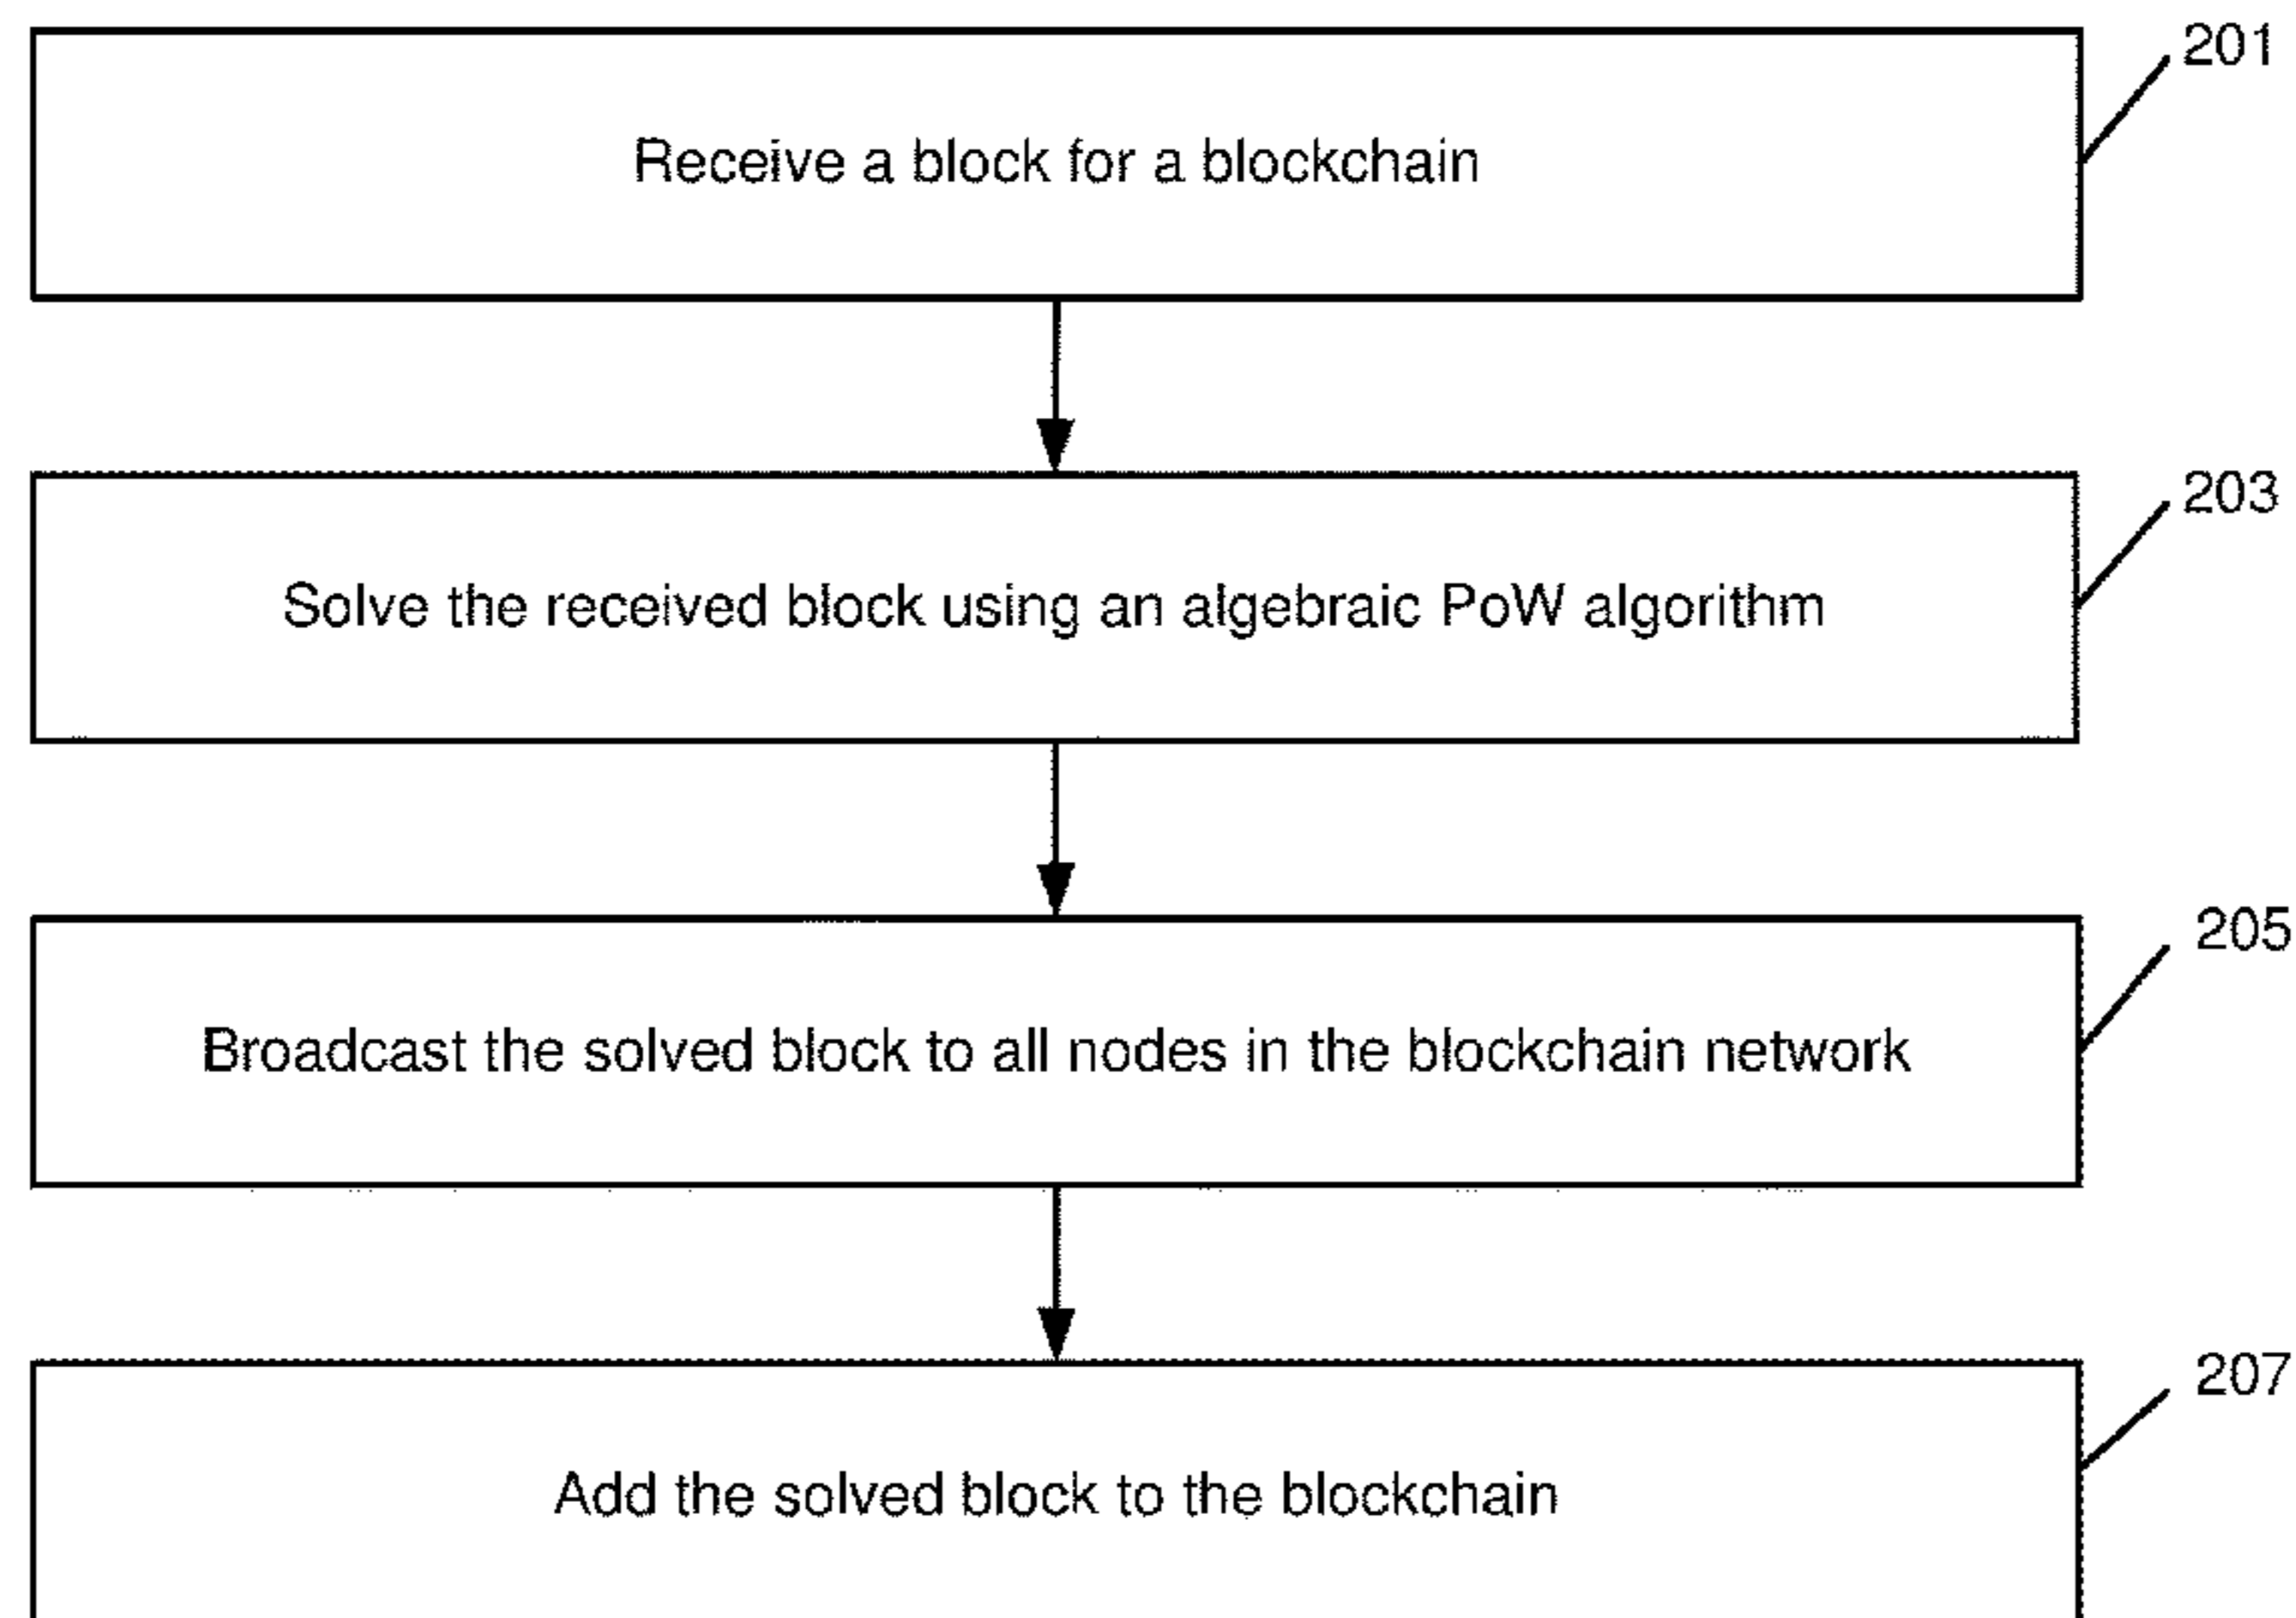 201
Receive a block for a blockchain
203
Solve the received block using an algebraic PoW algorithm
205
Broadcast the solved block to all nodes in the blockchain network
207
Add the solved block to the blockchain